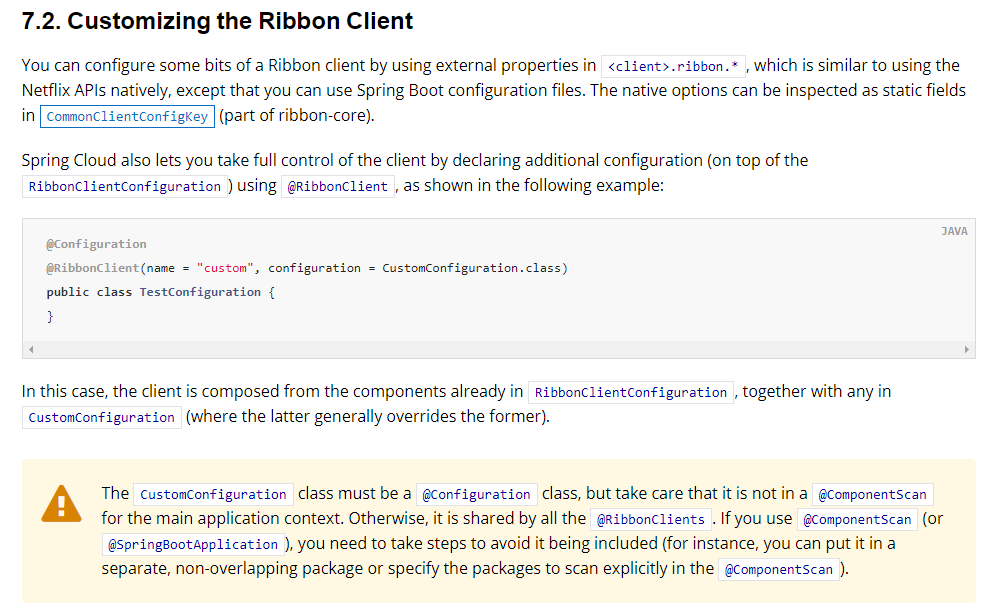 7.2. Customizing the Ribbon Client
You can configure some bits of a Ribbon client by using external properties in <client>.ribbon.* , which is similar to using the
Netflix APIs natively, except that you can use Spring Boot configuration files. The native options can be inspected as static fields
in CommonClientConfigKey (part of ribbon-core).
Spring Cloud also lets you take full control of the client by declaring additional configuration (on top of the
RibbonClientConfiguration ) using @RibbonClient , as shown in the following example:
JAVA
@Configuration
@RibbonClient(name = "custom", configuration = CustomConfiguration.class)
public class TestConfiguration {
}
In this case, the client is composed from the components already in RibbonClientConfiguration , together with any in
CustomConfiguration (where the latter generally overrides the former).
The CustomConfiguration class must be a @Configuration class, but take care that it is not in a @ComponentScan
for the main application context. Otherwise, it is shared by all the @RibbonClients . If you use @ComponentScan (or
@SpringBootApplication ), you need to take steps to avoid it being included (for instance, you can put it in a
separate, non-overlapping package or specify the packages to scan explicitly in the @ComponentScan ).